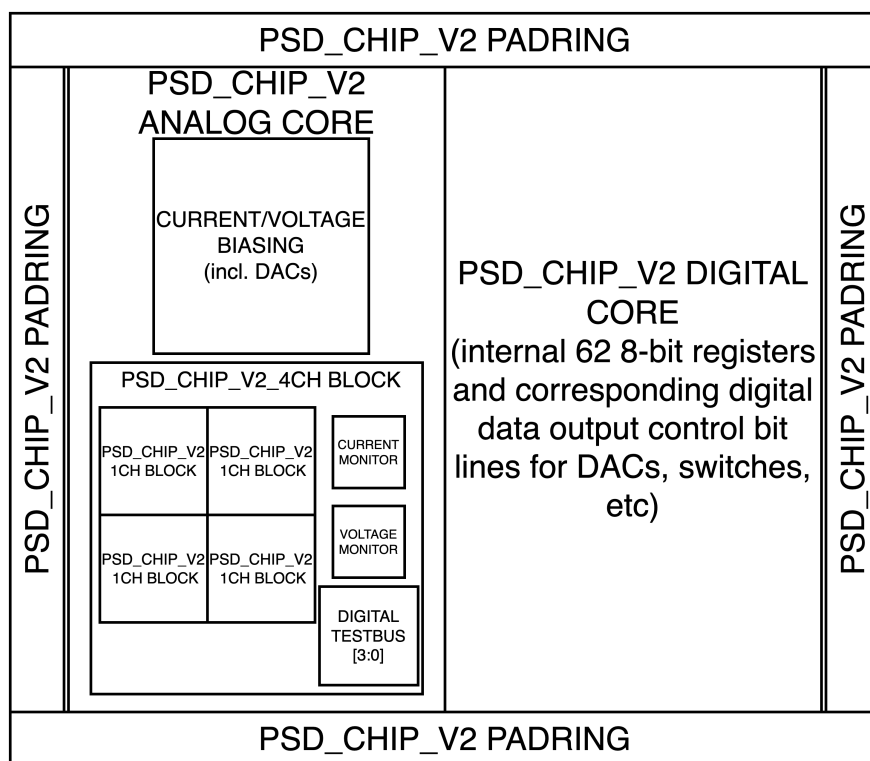 PSD_CHIP_V2 PADRING
PSD_CHIP_V2 PADRING
PSD_CHIP_V2
ANALOG CORE
CURRENT/VOLTAGE
BIASING
(incl. DACs)
PSD_CHIP_V2_4CH BLOCK
PSD_CHIP_V2
1CH BLOCK
PSD_CHIP_V2
1CH BLOCK
PSD_CHIP_V2
1CH BLOCK
PSD_CHIP_V2
1CH BLOCK
CURRENT
MONITOR
VOLTAGE
MONITOR
DIGITAL
TESTBUS
[3:0]
PSD_CHIP_V2 DIGITAL
CORE
(internal 62 8-bit registers
and corresponding digital
data output control bit
lines for DACs, switches,
etc)
PSD_CHIP_V2 PADRING
PSD_CHIP_V2 PADRING